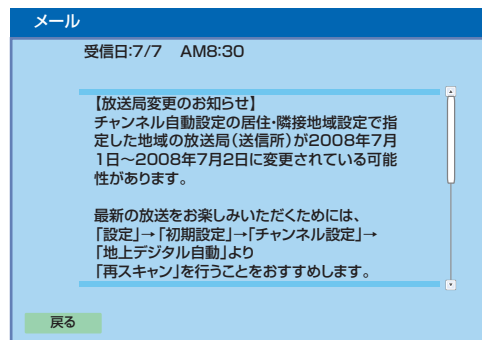 メール
受信日:7/7 AM8:30
【放送局変更のお知らせ】
チャンネル自動設定の居住・隣接地域設定で指
定した地域の放送局(送信所)が2008年7月
1日～2008年7月2日に変更されている可能
性があります。
最新の放送をお楽しみいただくためには、
「設定」→「初期設定」→「チャンネル設定」→
「地上デジタル自動」より
「再スキャン」を行うことをおすすめします。
戻る